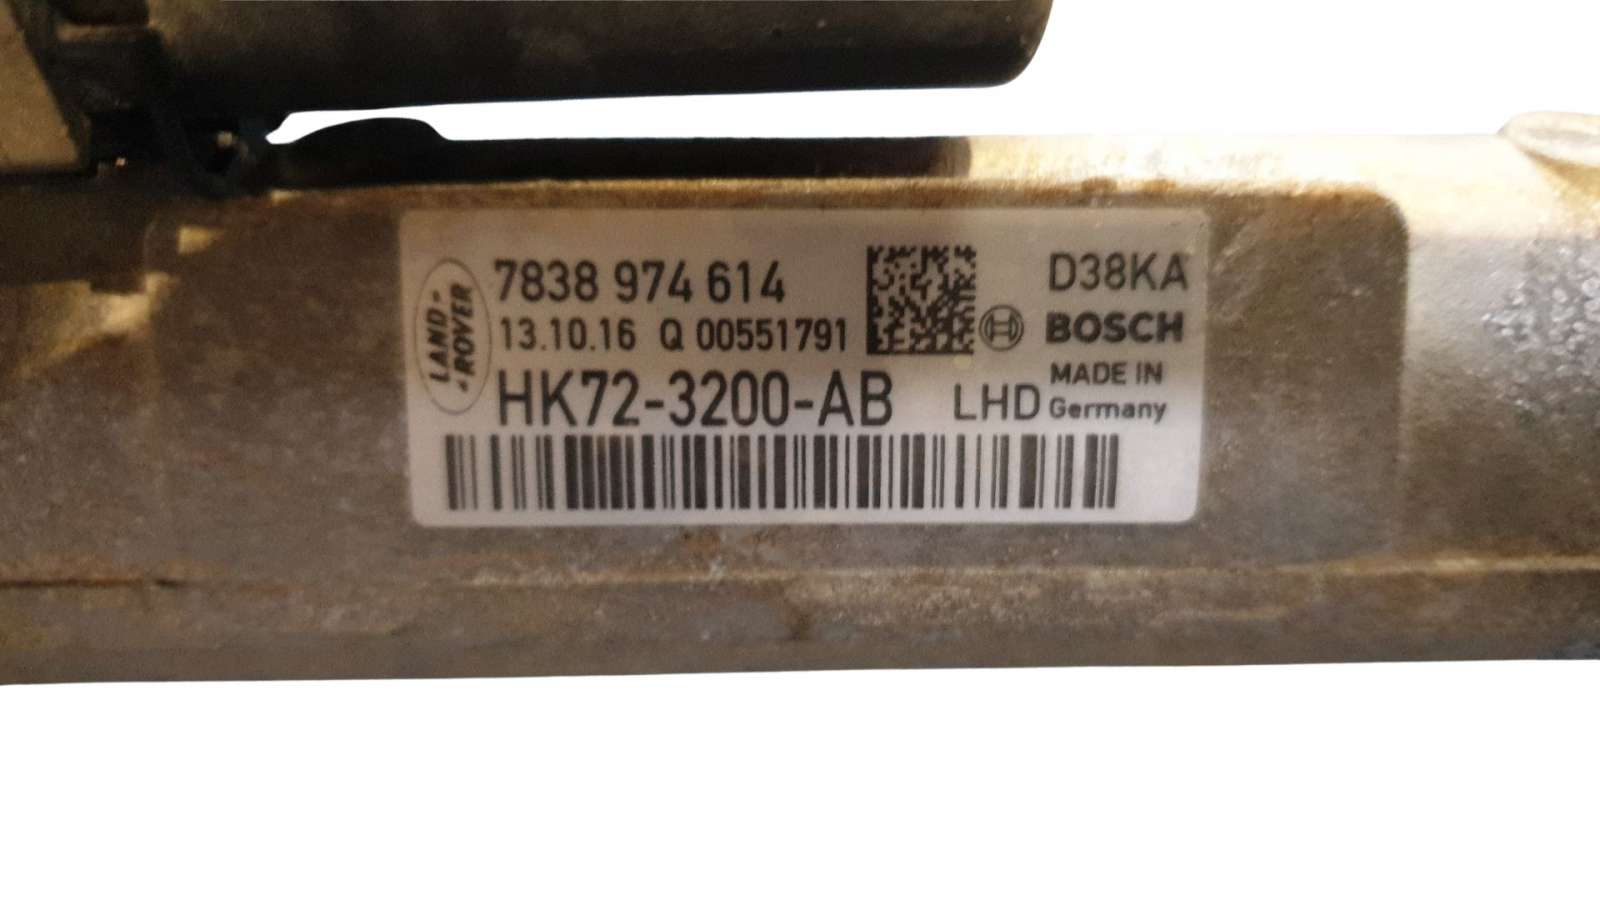 LAND-
-ROVER
7838 974 614
D38KA
13.10.16 Q 00551791
BOSCH
HK72-3200-AB
LHD
MADE IN
Germany